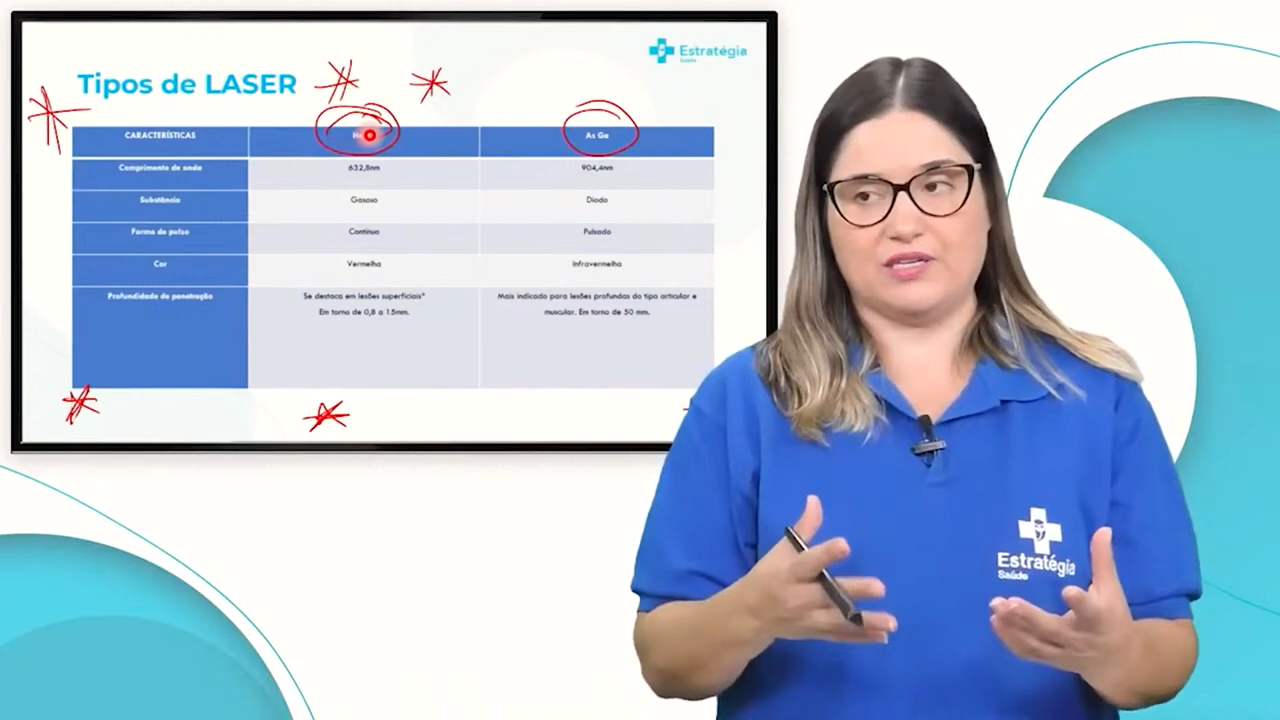 Estratégia
Saúde
Tipos de LASER
CARACTERÍSTICAS
As Ga
Comprimento de onda
632,8nm
904,4nm
Substância
Gasoso
Diodo
Forma de pulso
Contínuo
Pulsado
Cor
Vermelha
Infravermelha
Profundidade de penetração
Se destaca em lesões superficiais*
Em torno de 0,8 a 15mm.
Mais indicado para lesões profundas do tipo articular e
muscular. Em torno de 50 mm.
Estratégia
Saúde